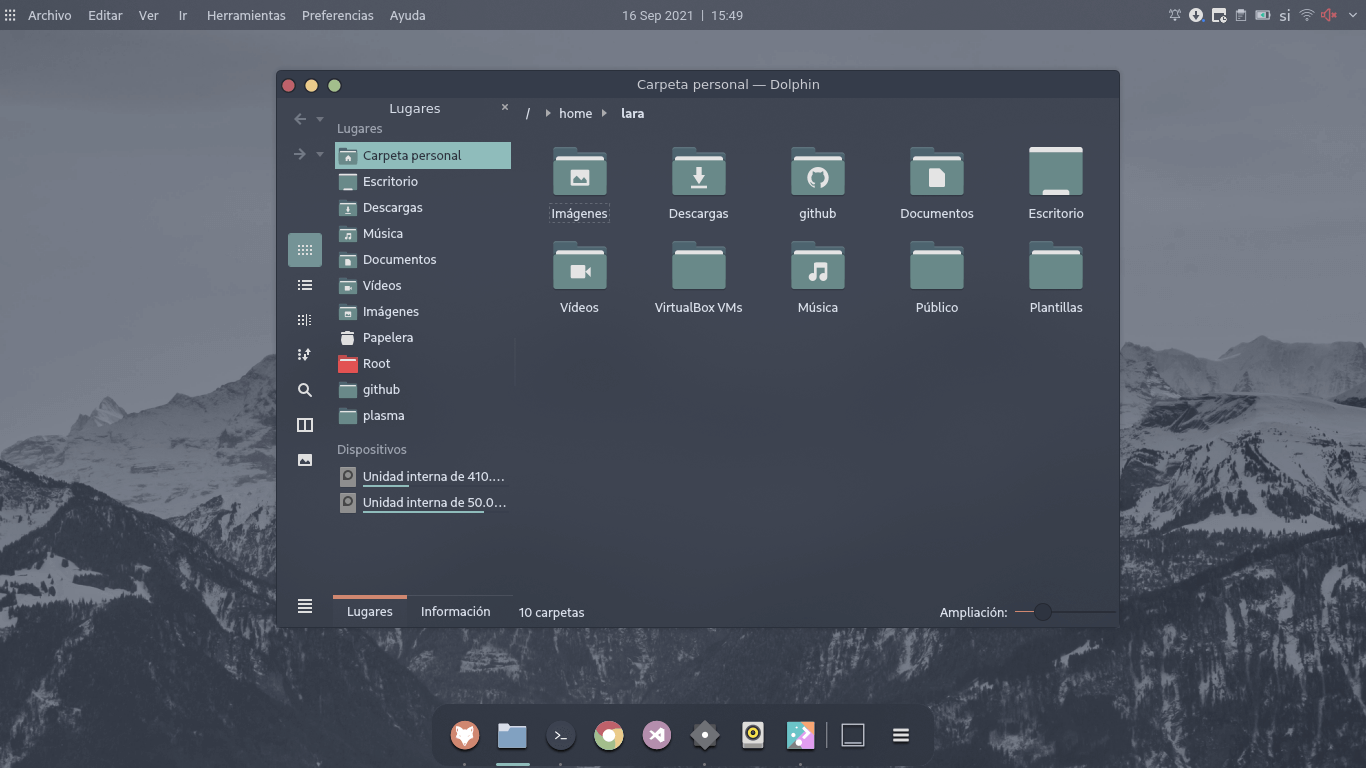 Archivo Editar Ver Ir Herramientas Preferencias Ayuda 16 Sep 2021 | 15:49 si
Carpeta personal — Dolphin
Lugares ×
/ home lara
Lugares
Carpeta personal
Escritorio
Descargas
Música
Documentos
Vídeos
Imágenes
Papelera
Root
github
plasma
Dispositivos
Unidad interna de 410....
Unidad interna de 50.0...
Imágenes Descargas github Documentos Escritorio
Vídeos VirtualBox VMs Música Público Plantillas
Lugares Información 10 carpetas Ampliación: